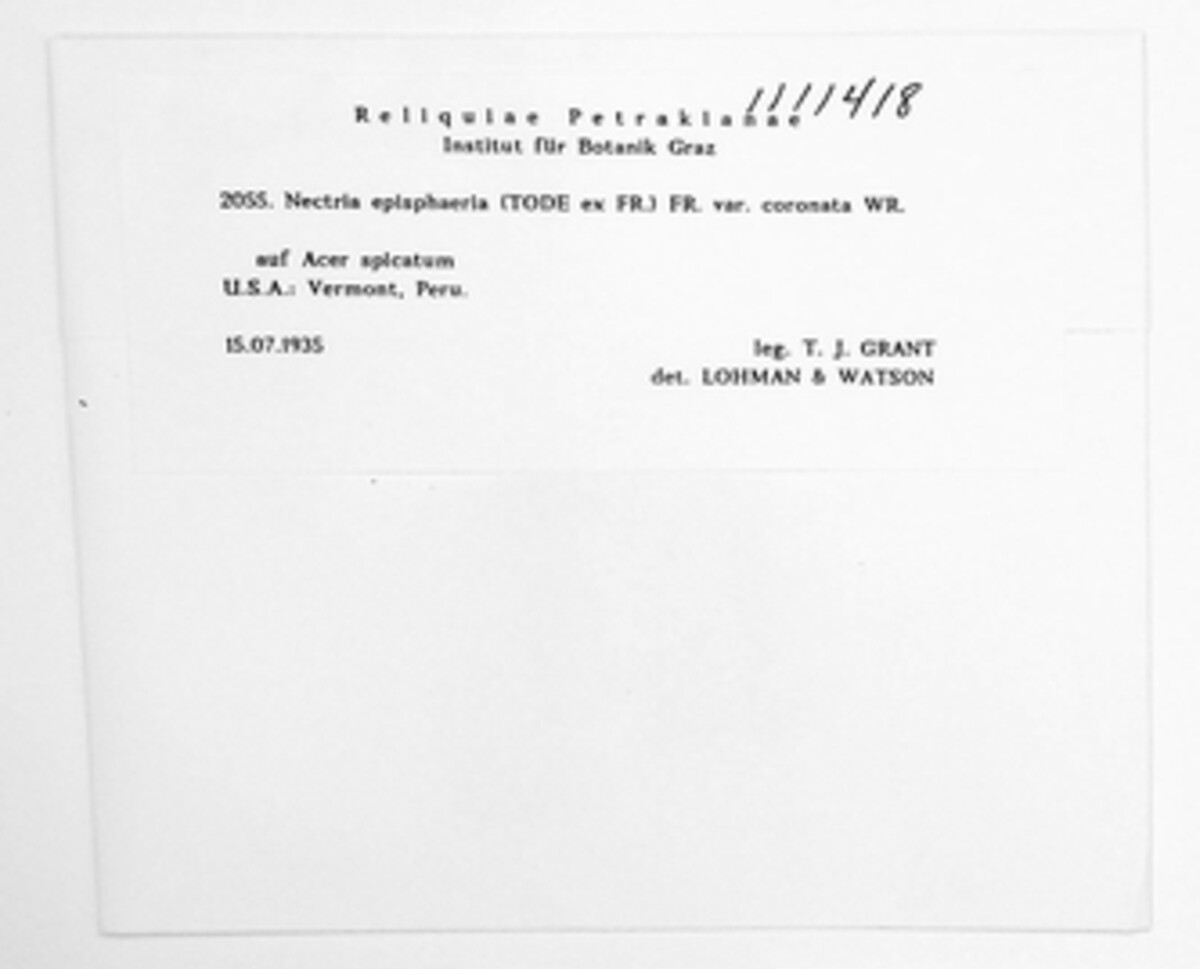 11111418
Reliquiae Petrakianae
Institut für Botanik Graz
2055. Nectria episphaeria (TODE ex FR.) FR. var. coronata WR.
auf Acer spicatum
U.S.A.: Vermont, Peru.
15.07.1935
leg. T. J. GRANT
det. LOHMAN & WATSON